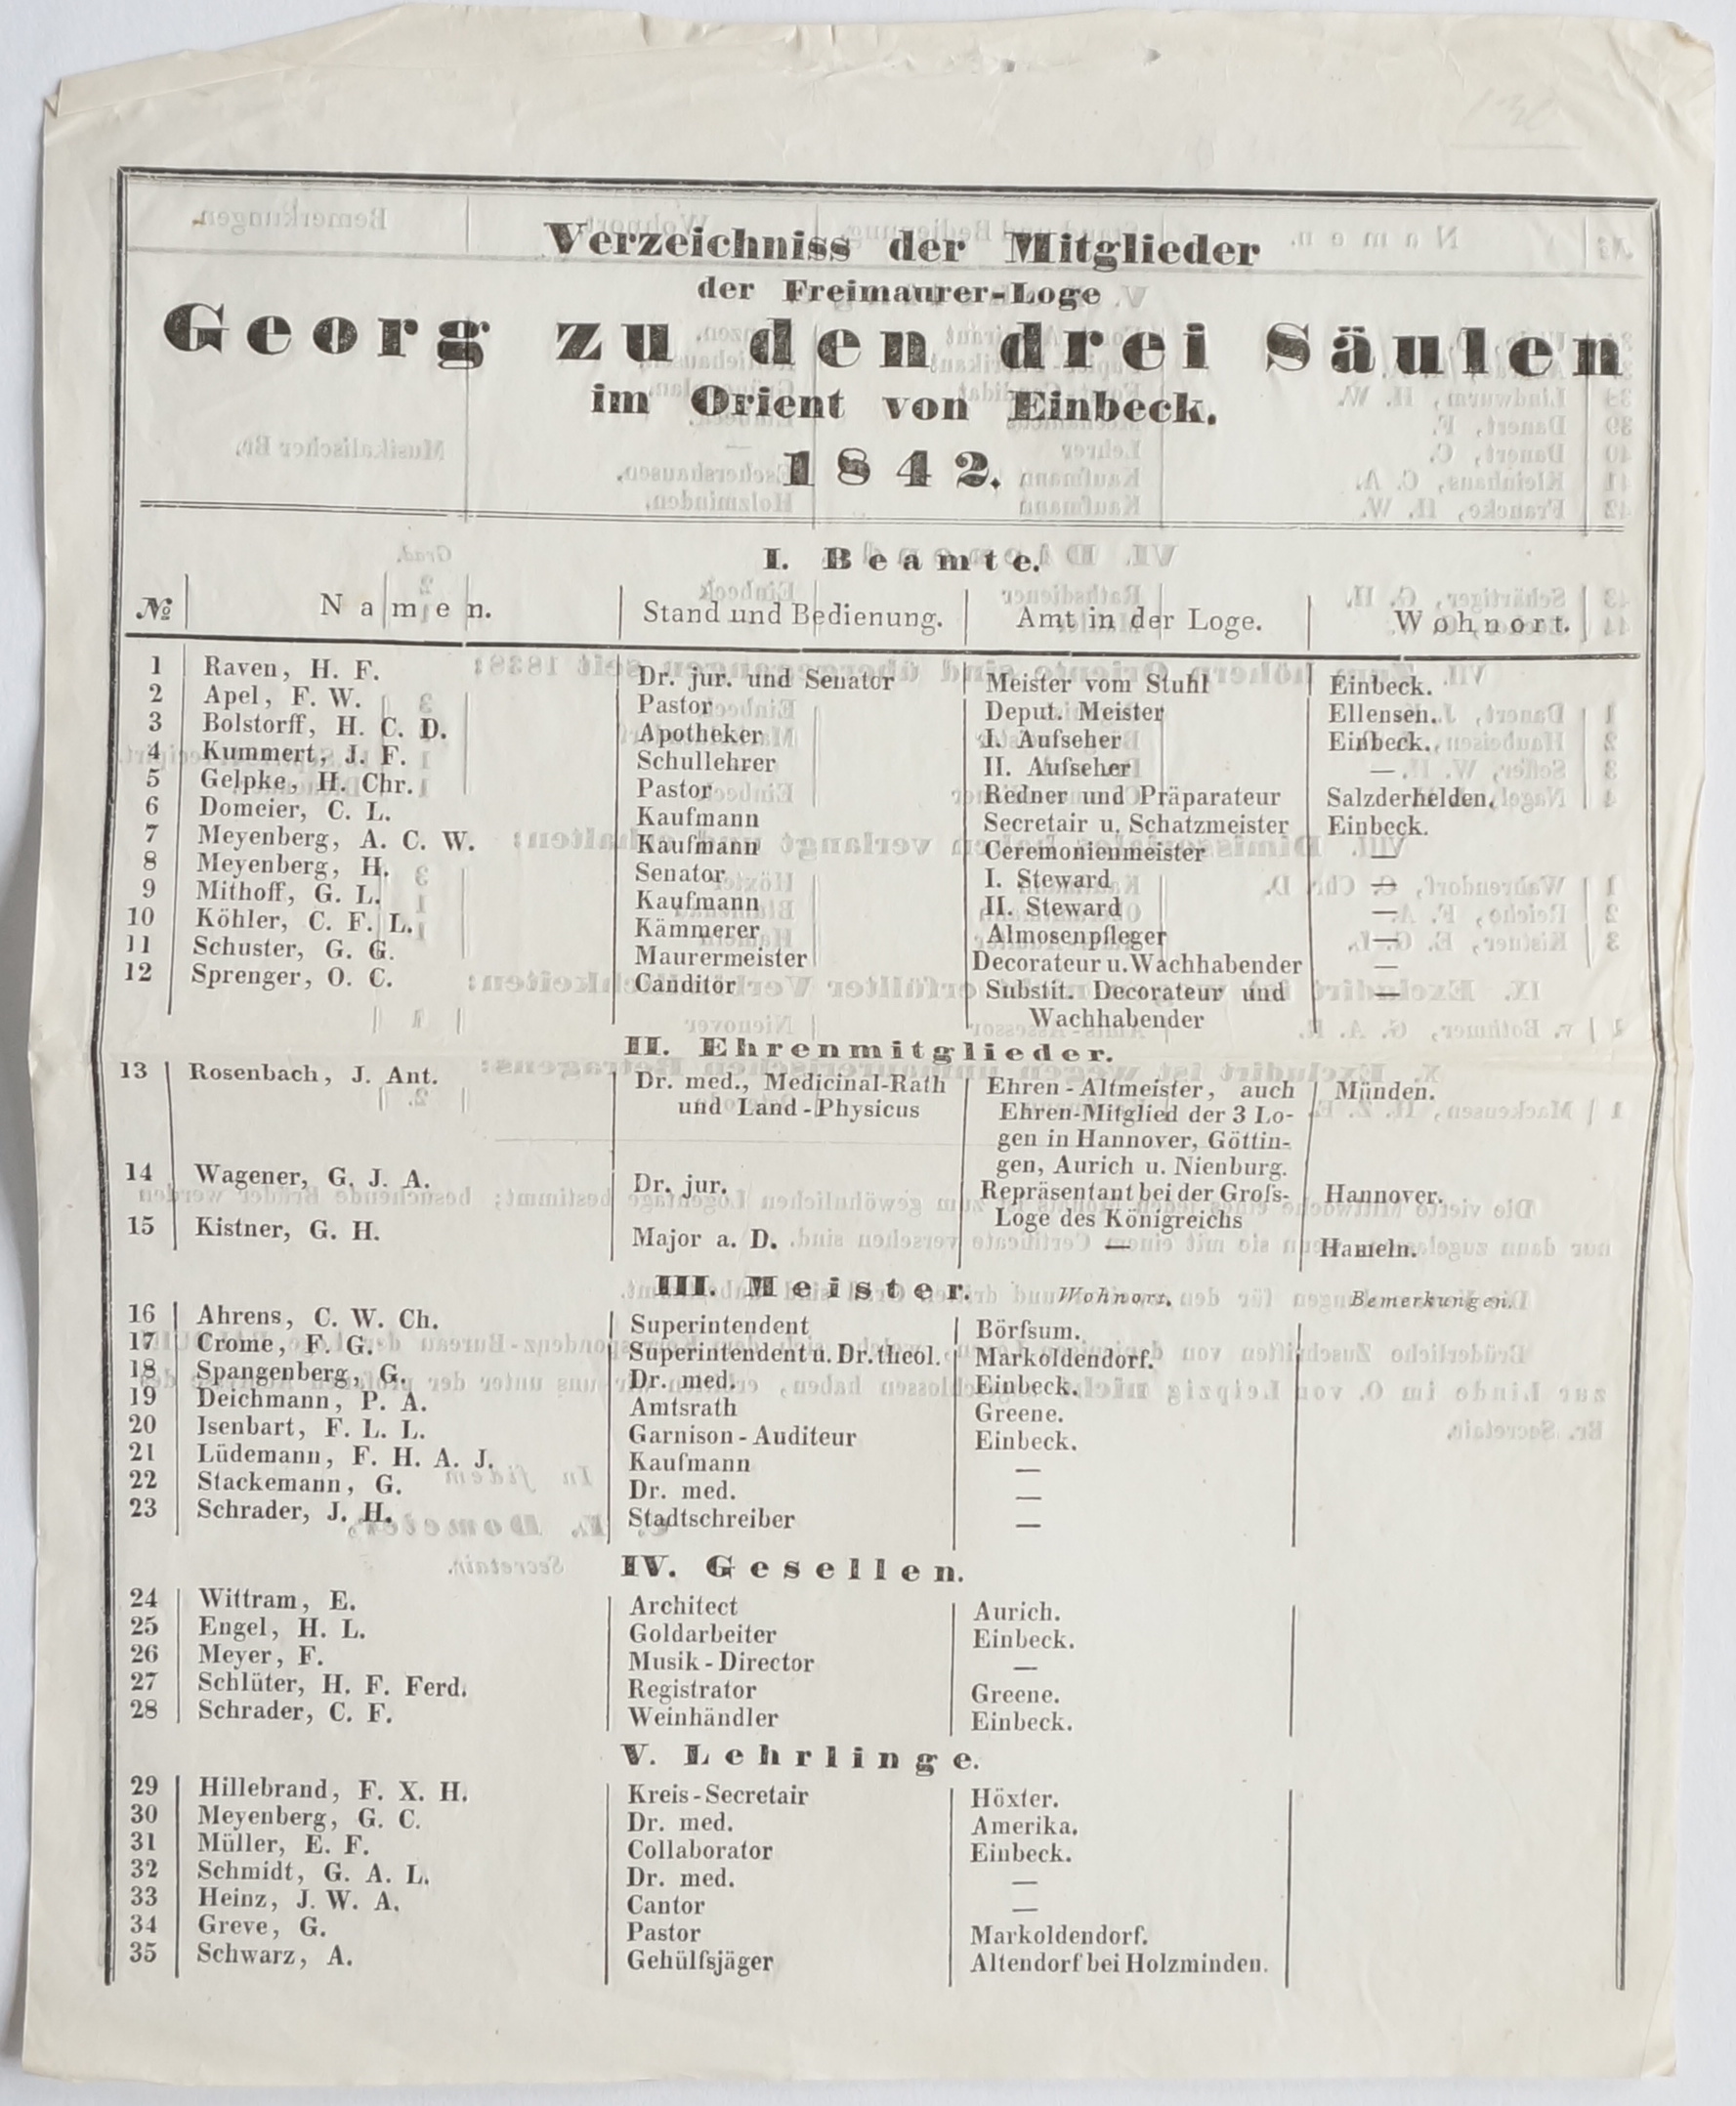 Verzeichniss der Mitglieder
der Freimaurer-Loge
Georg zu den drei Säulen
im Orient von Einbeck.
1842.
I. Beamte.
№ Namen. Stand und Bedienung. Amt in der Loge. Wohnort.
1 Raven, H. F. Dr. jur. und Senator Meister vom Stuhl Einbeck.
2 Apel, F. W. Pastor Deput. Meister Ellensen.
3 Bolstorff, H. C. D. Apotheker I. Aufseher Einbeck.
4 Kummert, J. F. Schullehrer II. Aufseher —
5 Gelpke, H. Chr. Pastor Redner und Präparateur Salzderhelden.
6 Domeier, C. L. Kaufmann Secretair u. Schatzmeister Einbeck.
7 Meyenberg, A. C. W. Kaufmann Ceremonienmeister —
8 Meyenberg, H. Senator I. Steward —
9 Mithoff, G. L. Kaufmann II. Steward —
10 Köhler, C. F. L. Kämmerer Almosenpfleger —
11 Schuster, G. G. Maurermeister Decorateur u. Wachhabender —
12 Sprenger, O. C. Canditor Substit. Decorateur und —
Wachhabender
II. Ehrenmitglieder.
13 Rosenbach, J. Ant. Dr. med., Medicinal-Rath Ehren-Altmeister, auch Münden.
und Land-Physicus Ehren-Mitglied der 3 Lo-
gen in Hannover, Göttin-
gen, Aurich u. Nienburg.
14 Wagener, G. J. A. Dr. jur. Repräsentant bei der Groſs- Hannover.
Loge des Königreichs
15 Kistner, G. H. Major a. D. — Hameln.
III. Meister. Wohnort. Bemerkungen.
16 Ahrens, C. W. Ch. Superintendent Börſsum.
17 Crome, F. G. Superintendent u. Dr. theol. Markoldendorf.
18 Spangenberg, G. Dr. med. Einbeck.
19 Deichmann, P. A. Amtsrath Greene.
20 Isenbart, F. L. L. Garnison-Auditeur Einbeck.
21 Lüdemann, F. H. A. J. Kaufmann —
22 Stackemann, G. Dr. med. —
23 Schrader, J. H. Stadtschreiber —
IV. Gesellen.
24 Wittram, E. Architect Aurich.
25 Engel, H. L. Goldarbeiter Einbeck.
26 Meyer, F. Musik-Director —
27 Schlüter, H. F. Ferd. Registrator Greene.
28 Schrader, C. F. Weinhändler Einbeck.
V. Lehrlinge.
29 Hillebrand, F. X. H. Kreis-Secretair Höxter.
30 Meyenberg, G. C. Dr. med. Amerika.
31 Müller, E. F. Collaborator Einbeck.
32 Schmidt, G. A. L. Dr. med. —
33 Heinz, J. W. A. Cantor —
34 Greve, G. Pastor Markoldendorf.
35 Schwarz, A. Gehülfsjäger Altendorf bei Holzminden.